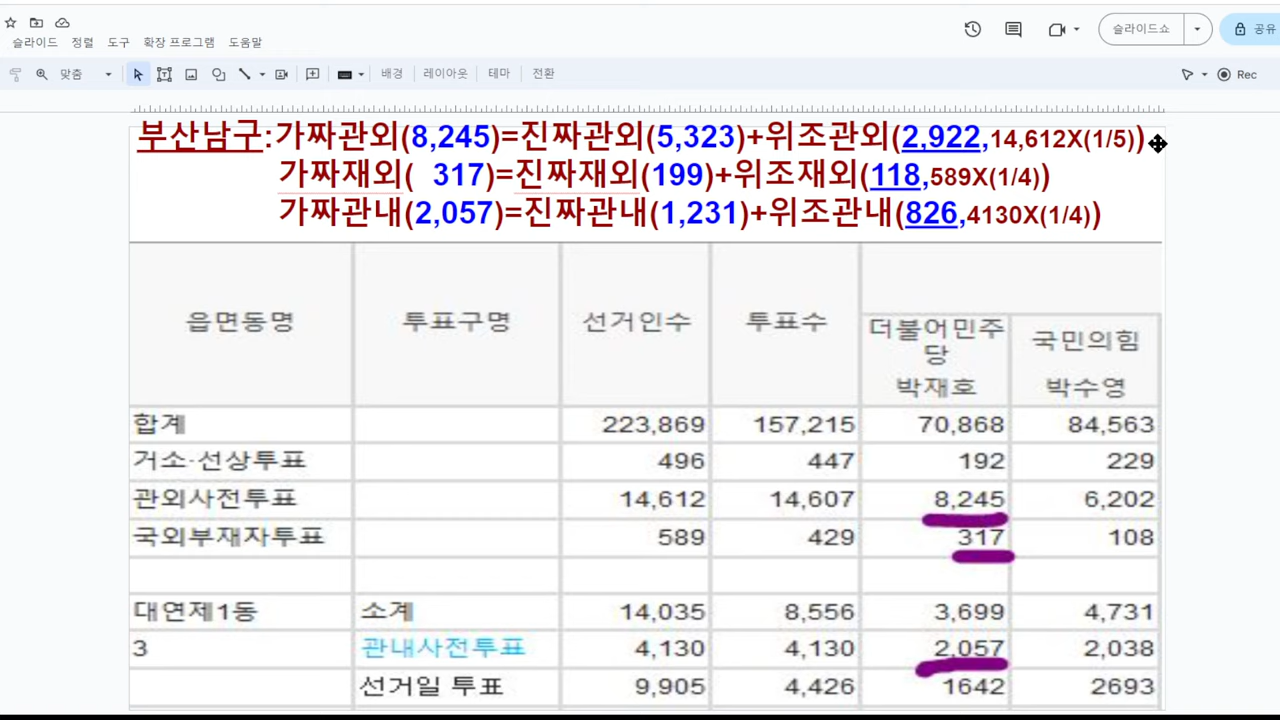 슬라이드 정렬 도구 확장 프로그램 도움말
슬라이드쇼
공유
맞춤
배경 레이아웃 테마 전환
Rec
부산남구:가짜관외(8,245)=진짜관외(5,323)+위조관외(2,922,14,612X(1/5))
가짜재외( 317)=진짜재외(199)+위조재외(118,589X(1/4))
가짜관내(2,057)=진짜관내(1,231)+위조관내(826,4130X(1/4))
읍면동명 투표구명 선거인수 투표수
더불어민주당 박재호
국민의힘 박수영
합계 223,869 157,215 70,868 84,563
거소·선상투표 496 447 192 229
관외사전투표 14,612 14,607 8,245 6,202
국외부재자투표 589 429 317 108
대연제1동 소계 14,035 8,556 3,699 4,731
3 관내사전투표 4,130 4,130 2,057 2,038
선거일 투표 9,905 4,426 1642 2693